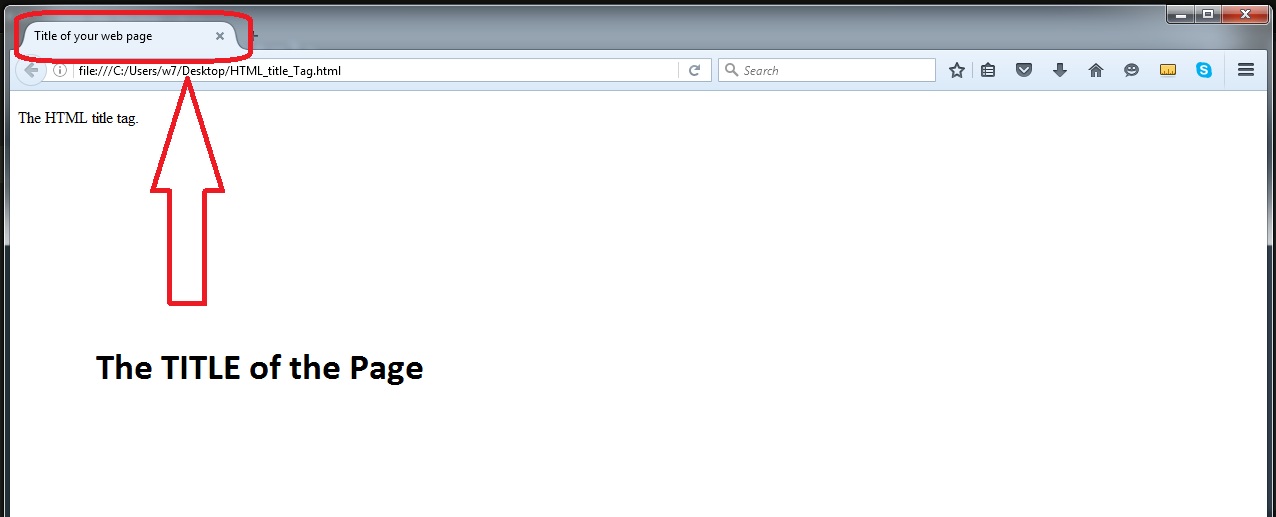 Title of your web page
file:///C:/Users/w7/Desktop/HTML_title_Tag.html
Search
The HTML title tag.
The TITLE of the Page